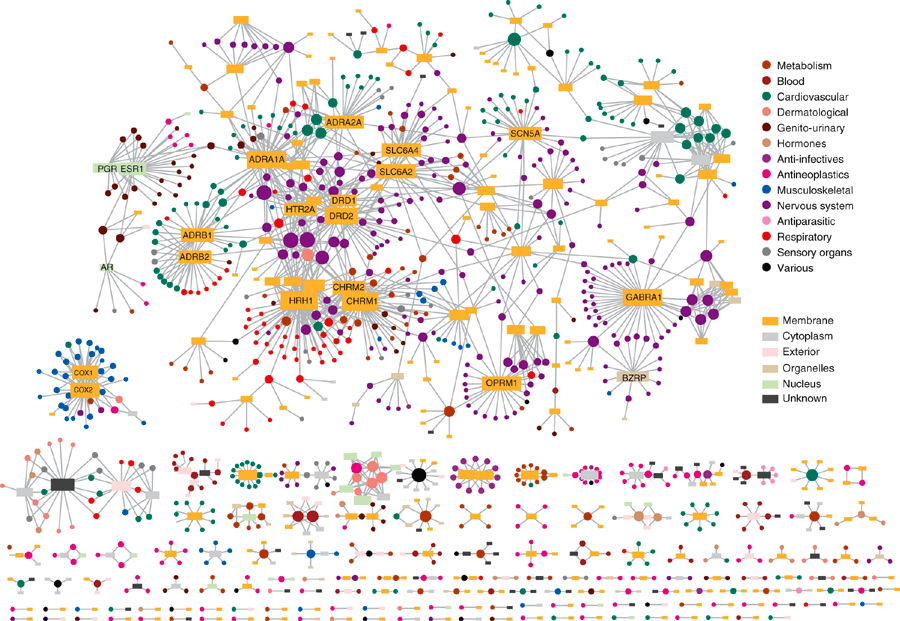 ADRA2A
SCN5A
SLC6A4
ADRA1A
PGR ESR1
SLC6A2
DRD1
HTR2A
DRD2
ADRB1
ADRB2
AR
CHRM2
HRH1
CHRM1
GABRA1
COX1
COX2
OPRM1
BZRP
Metabolism
Blood
Cardiovascular
Dermatological
Genito-urinary
Hormones
Anti-infectives
Antineoplastics
Musculoskeletal
Nervous system
Antiparasitic
Respiratory
Sensory organs
Various
Membrane
Cytoplasm
Exterior
Organelles
Nucleus
Unknown